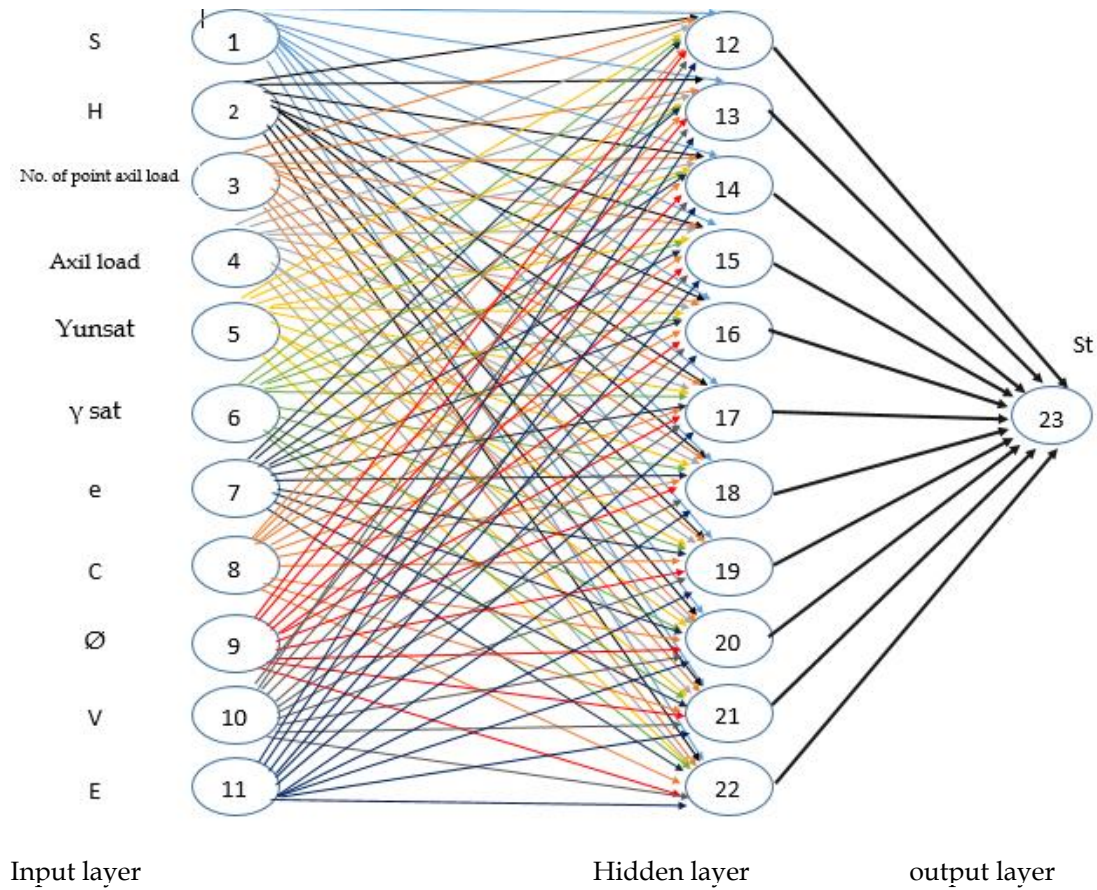 S 1 12
H 2 13
No. of point axil load 3 14
Axil load 4 15
Yunsat 5 16
St
γ sat 6 17 23
e 7 18
C 8 19
Ø 9 20
V 10 21
E 11 22
Input layer Hidden layer output layer